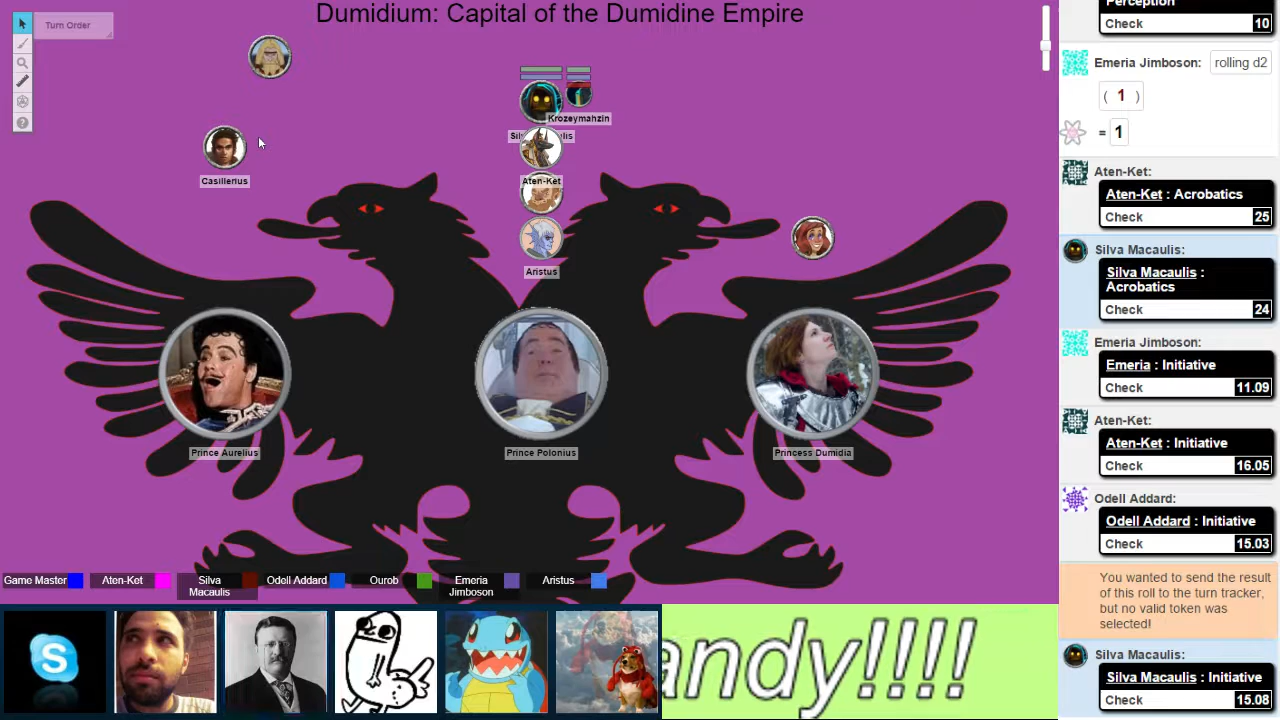 Dumidium: Capital of the Dumidine Empire
Turn Order
Krozeymahzin
Casillerius
Aten-Ket
Aristus
Prince Aurelius
Prince Polonius
Princess Dumidia
Game Master
Aten-Ket
Silva
Macaulis
Odell Addard
Ourob
Emeria
Jimboson
Aristus
andy!!!!
Perception
Check 10
Emeria Jimboson: rolling d2
( 1 )
= 1
Aten-Ket:
Aten-Ket : Acrobatics
Check 25
Silva Macaulis:
Silva Macaulis :
Acrobatics
Check 24
Emeria Jimboson:
Emeria : Initiative
Check 11.09
Aten-Ket:
Aten-Ket : Initiative
Check 16.05
Odell Addard:
Odell Addard : Initiative
Check 15.03
You wanted to send the result
of this roll to the turn tracker,
but no valid token was
selected!
Silva Macaulis:
Silva Macaulis : Initiative
Check 15.08